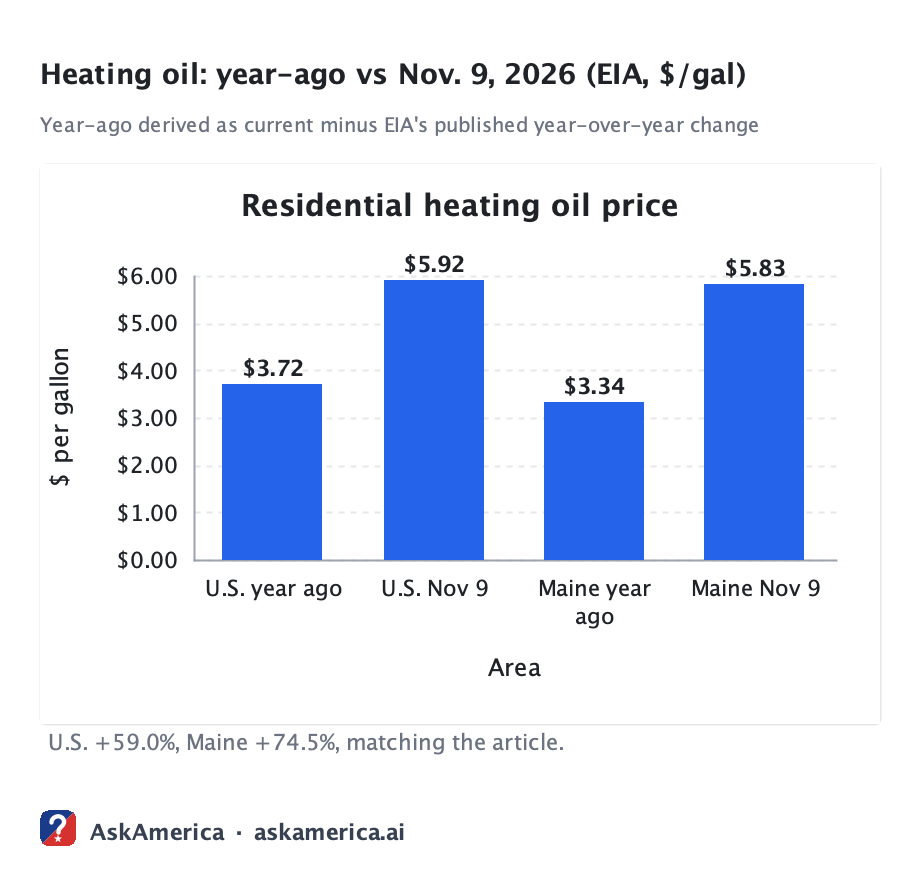 Heating oil: year-ago vs Nov. 9, 2026 (EIA, $/gal)
Year-ago derived as current minus EIA's published year-over-year change
Residential heating oil price
$6.00
$5.00
$4.00
$3.00
$2.00
$1.00
$0.00
$ per gallon
$3.72
$5.92
$3.34
$5.83
U.S. year ago
U.S. Nov 9
Maine year
ago
Maine Nov 9
Area
U.S. +59.0%, Maine +74.5%, matching the article.
AskAmerica · askamerica.ai